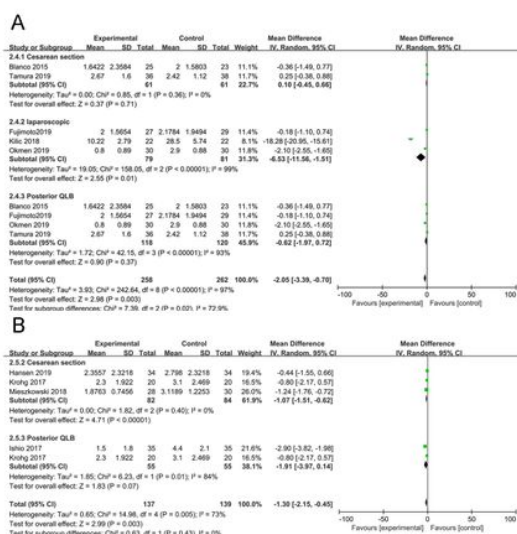 A
Experimental Control Mean Difference Mean Difference
Study or Subgroup Mean SD Total Mean SD Total Weight IV. Random. 95% CI IV. Random. 95% CI
2.4.1 Cesarean section
Blanco 2015 1.6422 2.3584 25 2 1.5803 23 -0.36 [-1.49, 0.77]
Tamura 2019 2.67 1.6 36 2.42 1.12 38 0.25 [-0.38, 0.88]
Subtotal (95% CI) 61 61 22.7% 0.10 [-0.45, 0.66]
Heterogeneity: Tau² = 0.00; Chi² = 0.85, df = 1 (P = 0.36); I² = 0%
Test for overall effect: Z = 0.37 (P = 0.71)
2.4.2 laparoscopic
Fujimoto2019 2 1.5654 27 2.1784 1.9494 29 -0.18 [-1.10, 0.74]
Kilic 2018 10.22 2.79 22 28.5 5.74 22 -18.28 [-20.95, -15.61]
Okmen 2019 0.8 0.89 30 2.9 0.88 30 -2.10 [-2.55, -1.65]
Subtotal (95% CI) 79 81 31.3% -6.53 [-11.56, -1.51]
Heterogeneity: Tau² = 19.05; Chi² = 158.05, df = 2 (P < 0.00001); I² = 99%
Test for overall effect: Z = 2.55 (P = 0.01)
2.4.3 Posterior QLB
Blanco 2015 1.6422 2.3584 25 2 1.5803 23 -0.36 [-1.49, 0.77]
Fujimoto2019 2 1.5654 27 2.1784 1.9494 29 -0.18 [-1.10, 0.74]
Okmen 2019 0.8 0.89 30 2.9 0.88 30 -2.10 [-2.55, -1.65]
Tamura 2019 2.67 1.6 36 2.42 1.12 38 0.25 [-0.38, 0.88]
Subtotal (95% CI) 118 120 45.9% -0.62 [-1.97, 0.72]
Heterogeneity: Tau² = 1.72; Chi² = 42.15, df = 3 (P < 0.00001); I² = 93%
Test for overall effect: Z = 0.90 (P = 0.37)
Total (95% CI) 258 262 100.0% -2.05 [-3.39, -0.70]
Heterogeneity: Tau² = 3.93; Chi² = 242.64, df = 8 (P < 0.00001); I² = 97%
Test for overall effect: Z = 2.98 (P = 0.003)
Test for subgroup differences: Chi² = 7.39, df = 2 (P = 0.02), I² = 72.9%
-100 -50 0 50 100
Favours [experimental] Favours [control]
B
Experimental Control Mean Difference Mean Difference
Study or Subgroup Mean SD Total Mean SD Total Weight IV. Random. 95% CI IV. Random. 95% CI
2.5.2 Cesarean section
Hansen 2019 2.3557 2.3218 34 2.798 2.3218 34 19.4% -0.44 [-1.55, 0.66]
Krohg 2017 2.3 1.922 20 3.1 2.469 20 -0.80 [-2.17, 0.57]
Mieszkowski 2018 1.8763 0.7456 28 3.1189 1.2253 30 -1.24 [-1.76, -0.72]
Subtotal (95% CI) 82 84 61.9% -1.07 [-1.51, -0.62]
Heterogeneity: Tau² = 0.00; Chi² = 1.82, df = 2 (P = 0.40); I² = 0%
Test for overall effect: Z = 4.71 (P < 0.00001)
2.5.3 Posterior QLB
Ishio 2017 1.5 1.8 35 4.4 2.1 35 21.6% -2.90 [-3.82, -1.98]
Krohg 2017 2.3 1.922 20 3.1 2.469 20 -0.80 [-2.17, 0.57]
Subtotal (95% CI) 55 55 38.1% -1.91 [-3.97, 0.14]
Heterogeneity: Tau² = 1.85; Chi² = 6.23, df = 1 (P = 0.01); I² = 84%
Test for overall effect: Z = 1.83 (P = 0.07)
Total (95% CI) 137 139 100.0% -1.30 [-2.15, -0.45]
Heterogeneity: Tau² = 0.65; Chi² = 14.98, df = 4 (P = 0.005); I² = 73%
Test for overall effect: Z = 2.99 (P = 0.003)
Test for subgroup differences: Chi² = 0.63, df = 1 (P = 0.43), I² = 0%
-100 -50 0 50 100
Favours [experimental] Favours [control]